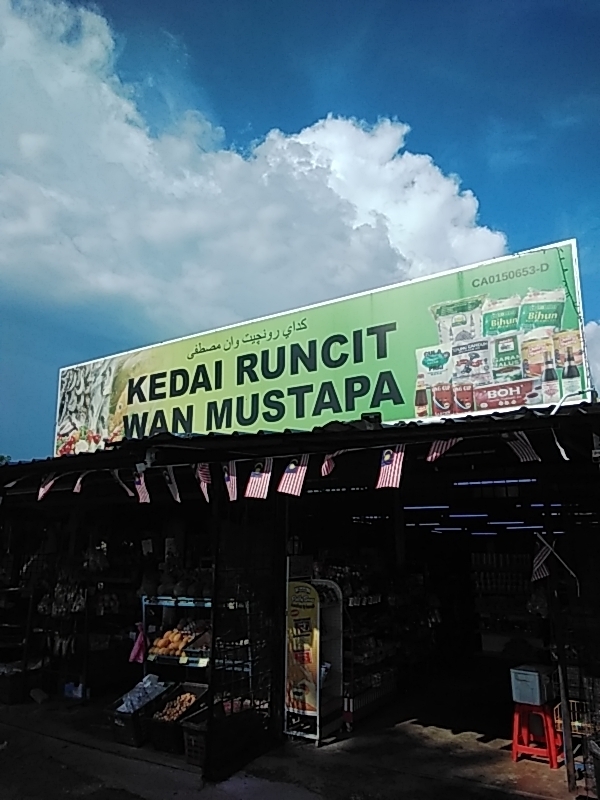 CA0150653-D
كداي رونچيت وان مصطفى
KEDAI RUNCIT
WAN MUSTAPA
Bihun
Bihun
BOH